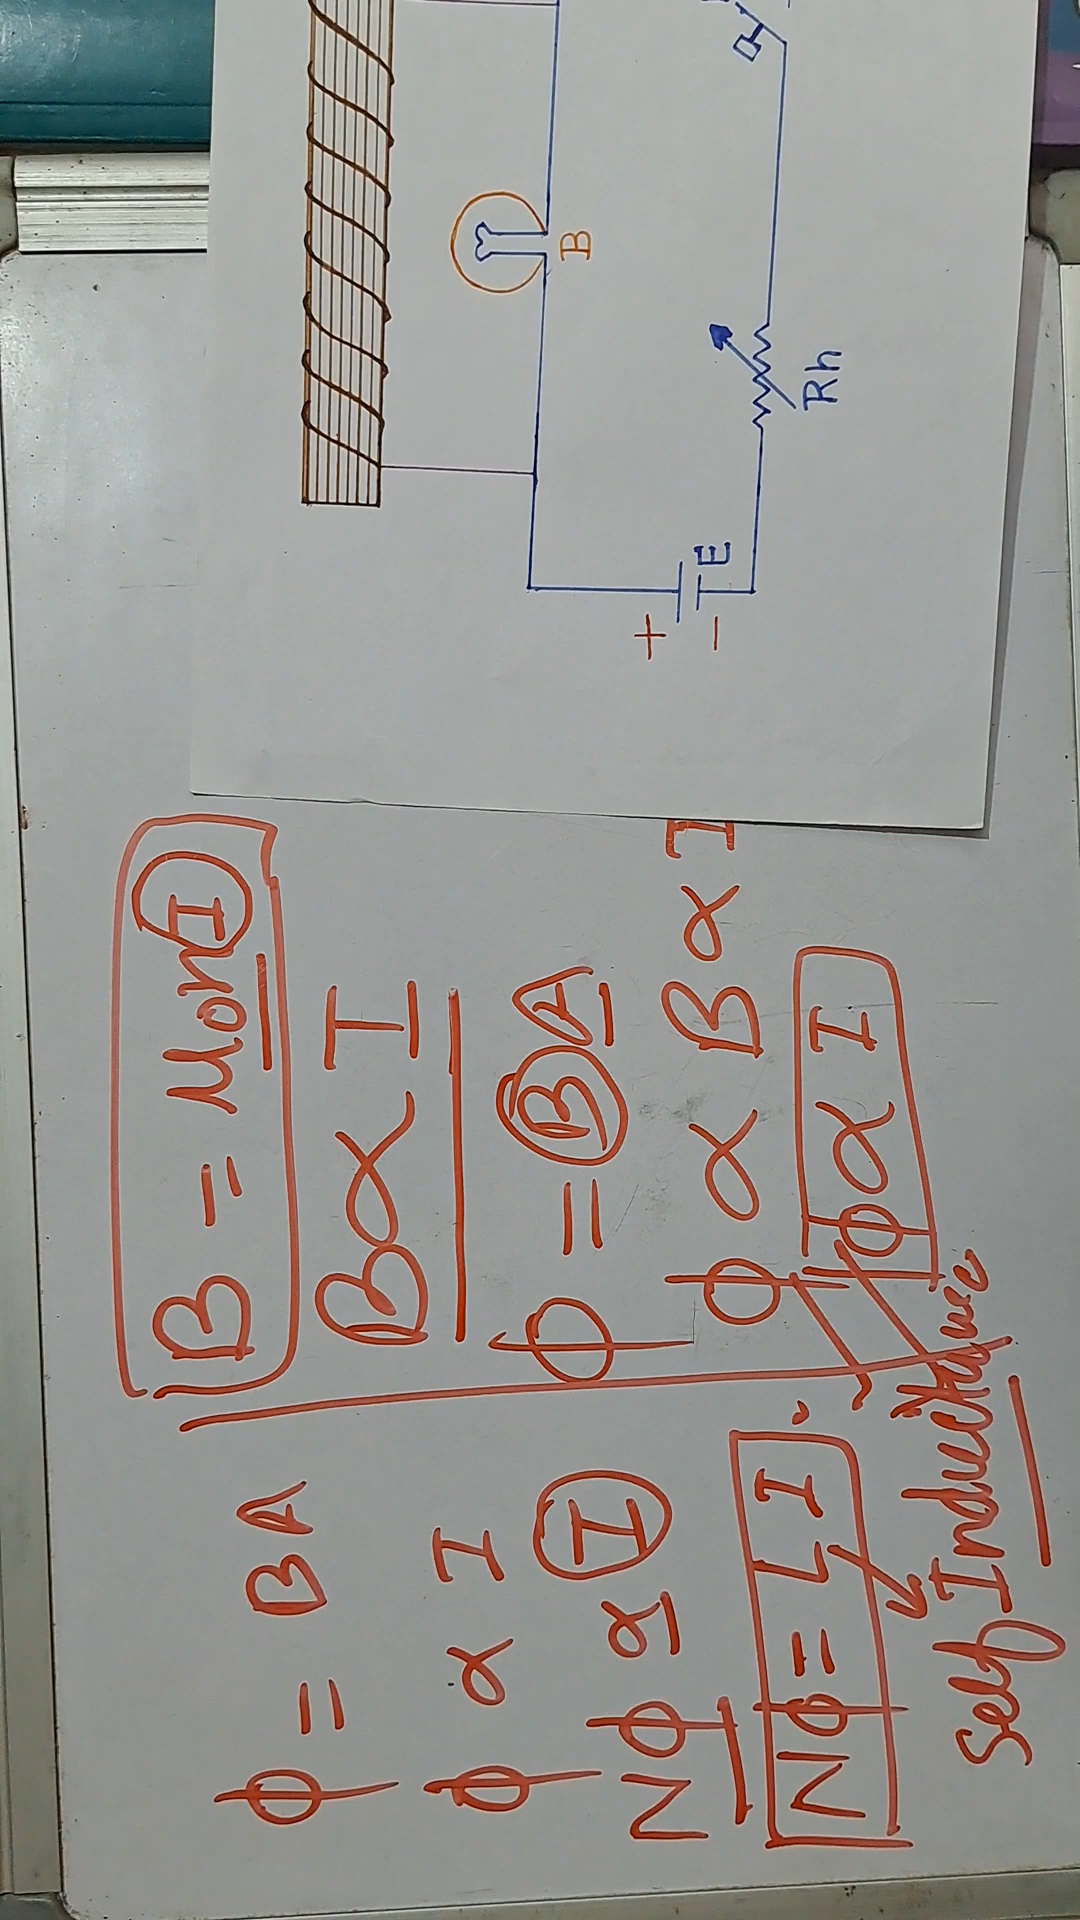 B
Rh
E
+
-
B = μ₀nI
B α I
ϕ = BA
ϕ α B α I
ϕ α I
ϕ = BA
ϕ α I
Nϕ α I
Nϕ = LI
Self Inductance